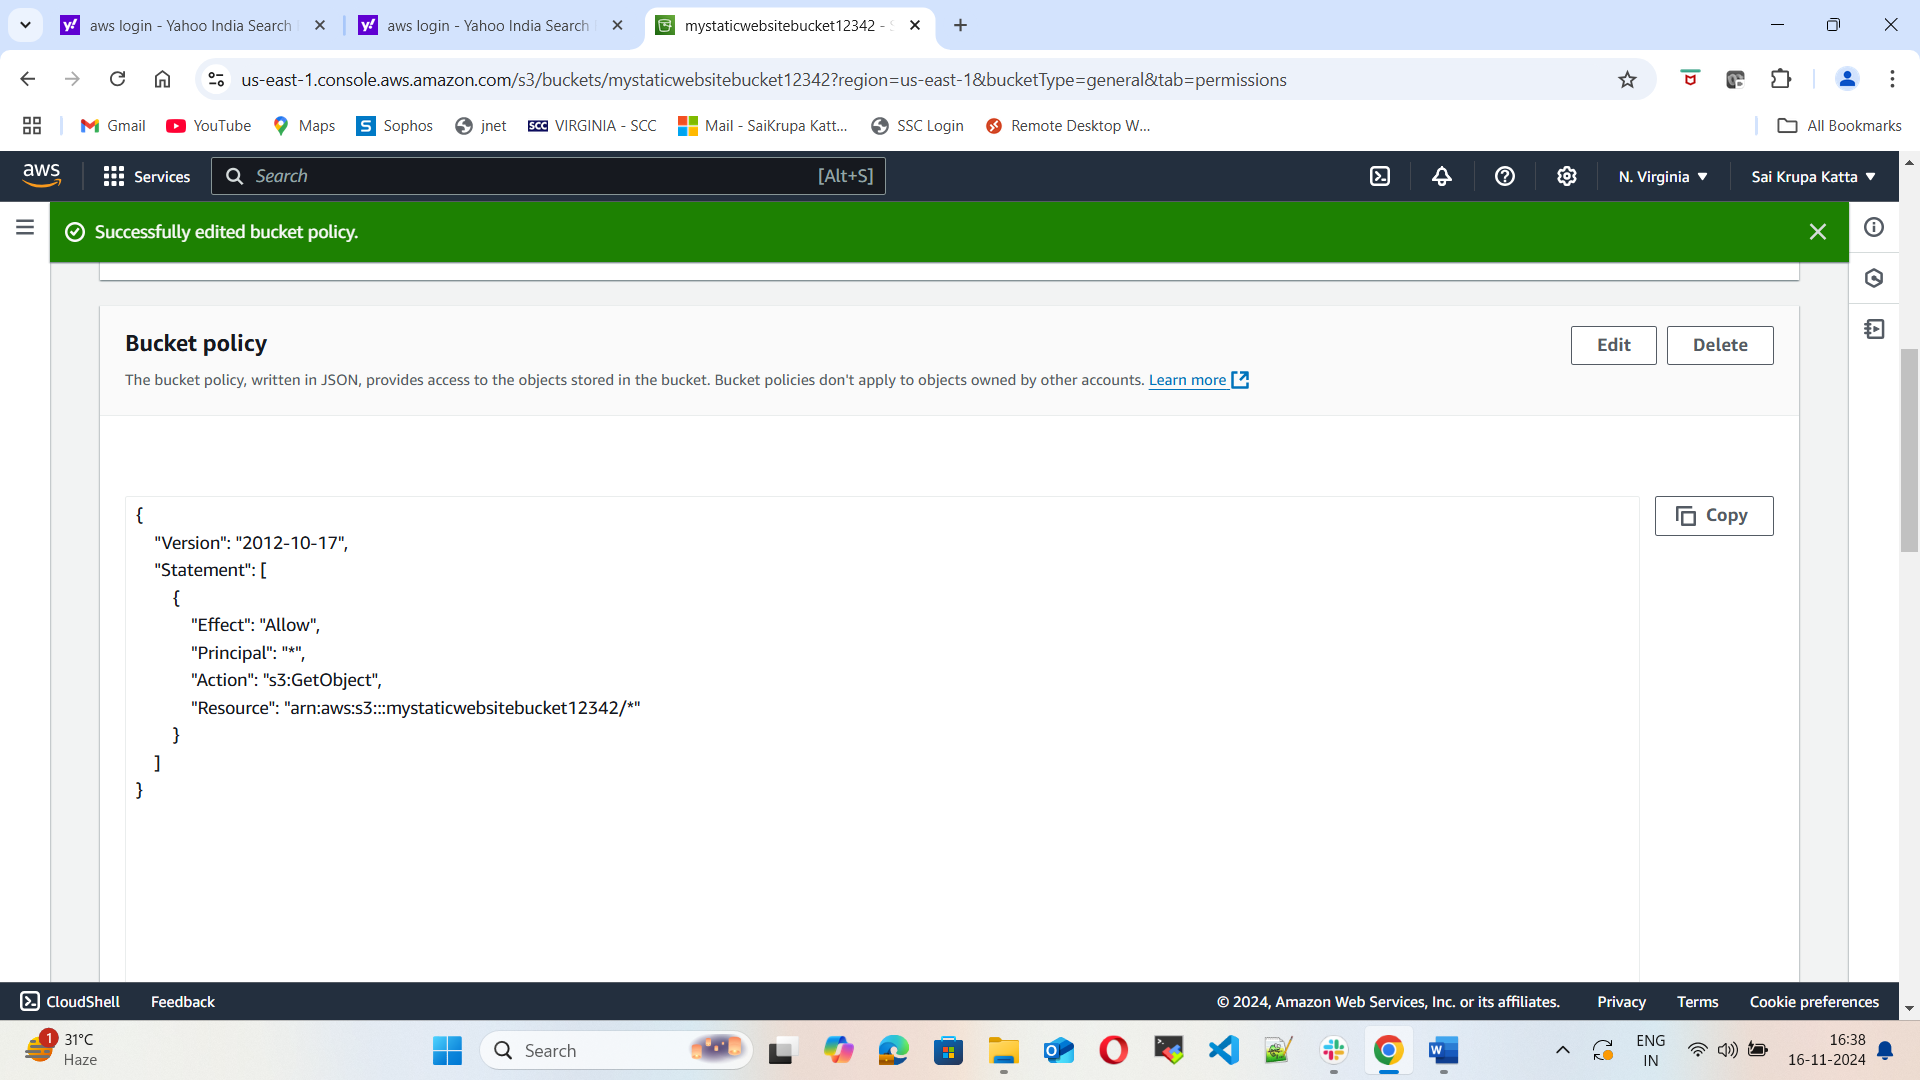 aws login - Yahoo India Search
aws login - Yahoo India Search
mystaticwebsitebucket12342 -
us-east-1.console.aws.amazon.com/s3/buckets/mystaticwebsitebucket12342?region=us-east-1&bucketType=general&tab=permissions
Gmail
YouTube
Maps
Sophos
jnet
SCC VIRGINIA - SCC
Mail - SaiKrupa Katt...
SSC Login
Remote Desktop W...
All Bookmarks
aws
Services
Search
[Alt+S]
N. Virginia
Sai Krupa Katta
Successfully edited bucket policy.
Bucket policy
Edit
Delete
The bucket policy, written in JSON, provides access to the objects stored in the bucket. Bucket policies don't apply to objects owned by other accounts. Learn more
Copy
{
"Version": "2012-10-17",
"Statement": [
{
"Effect": "Allow",
"Principal": "*",
"Action": "s3:GetObject",
"Resource": "arn:aws:s3:::mystaticwebsitebucket12342/*"
}
]
}
CloudShell
Feedback
© 2024, Amazon Web Services, Inc. or its affiliates.
Privacy
Terms
Cookie preferences
1
31°C
Haze
Search
ENG
IN
16:38
16-11-2024